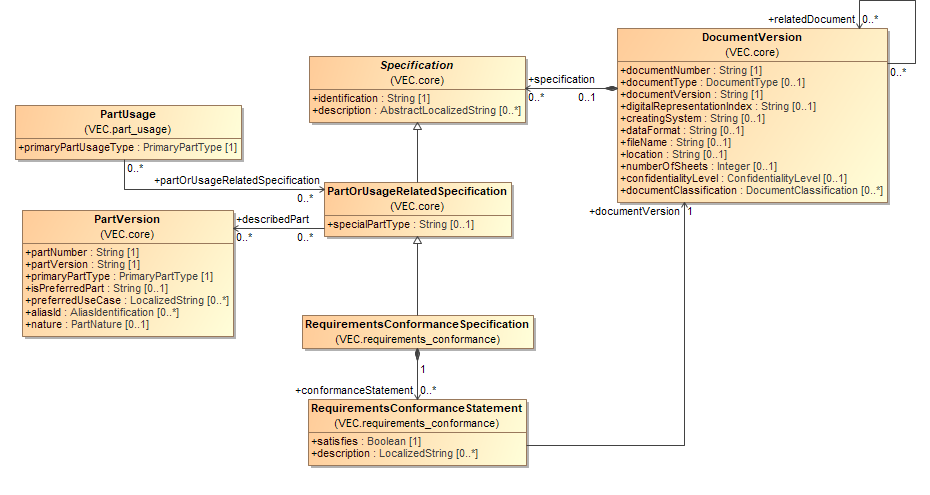 +relatedDocument
0..*
0..*
DocumentVersion
(VEC.core)
+documentNumber : String [1]
+documentType : DocumentType [0..1]
+documentVersion : String [1]
+digitalRepresentationIndex : String [0..1]
+creatingSystem : String [0..1]
+dataFormat : String [0..1]
+fileName : String [0..1]
+location : String [0..1]
+numberOfSheets : Integer [0..1]
+confidentialityLevel : ConfidentialityLevel [0..1]
+documentClassification : DocumentClassification [0..*]
Specification
(VEC.core)
+identification : String [1]
+description : AbstractLocalizedString [0..*]
+specification
0..*
0..1
PartUsage
(VEC.part_usage)
+primaryPartUsageType : PrimaryPartType [1]
0..*
+partOrUsageRelatedSpecification
0..*
PartOrUsageRelatedSpecification
(VEC.core)
+specialPartType : String [0..1]
+documentVersion
1
PartVersion
(VEC.core)
+partNumber : String [1]
+partVersion : String [1]
+primaryPartType : PrimaryPartType [1]
+isPreferredPart : String [0..1]
+preferredUseCase : LocalizedString [0..*]
+aliasId : AliasIdentification [0..*]
+nature : PartNature [0..1]
+describedPart
0..*
0..*
RequirementsConformanceSpecification
(VEC.requirements_conformance)
1
+conformanceStatement
0..*
RequirementsConformanceStatement
(VEC.requirements_conformance)
+satisfies : Boolean [1]
+description : LocalizedString [0..*]